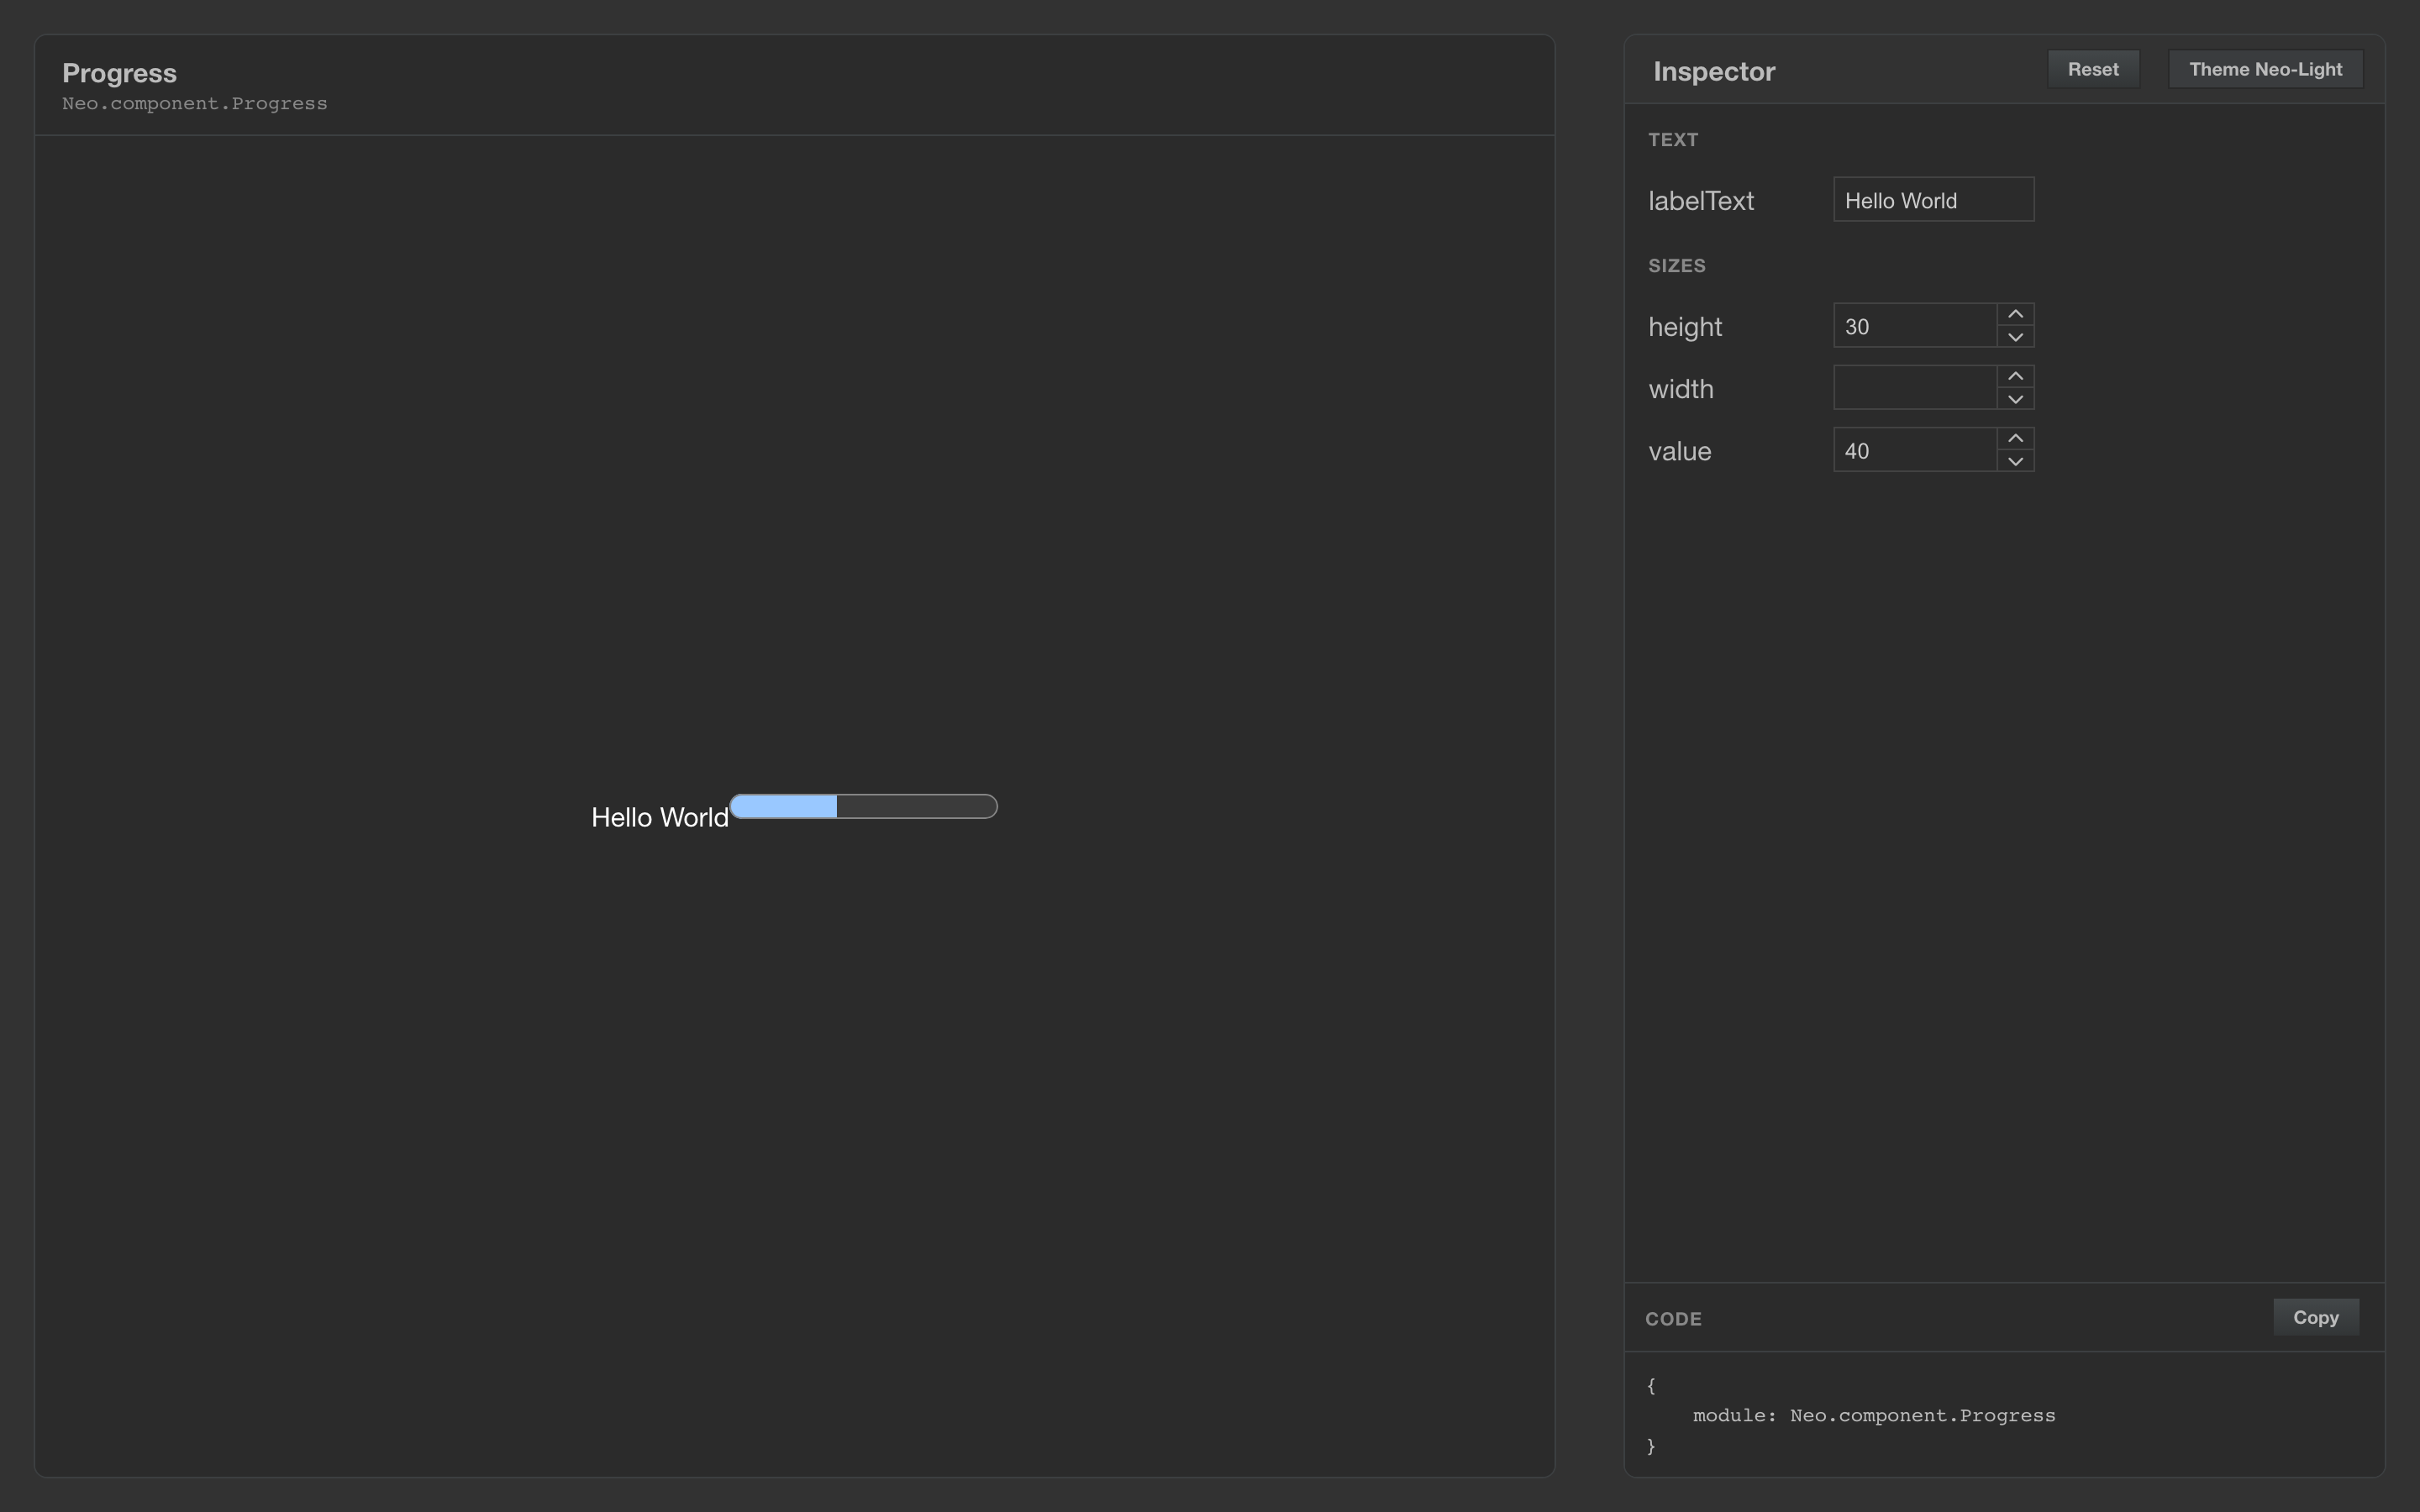 Progress
Neo.component.Progress
Hello World
Inspector
Reset
Theme Neo-Light
TEXT
labelText
Hello World
SIZES
height
30
width
value
40
CODE
Copy
{
    module: Neo.component.Progress
}